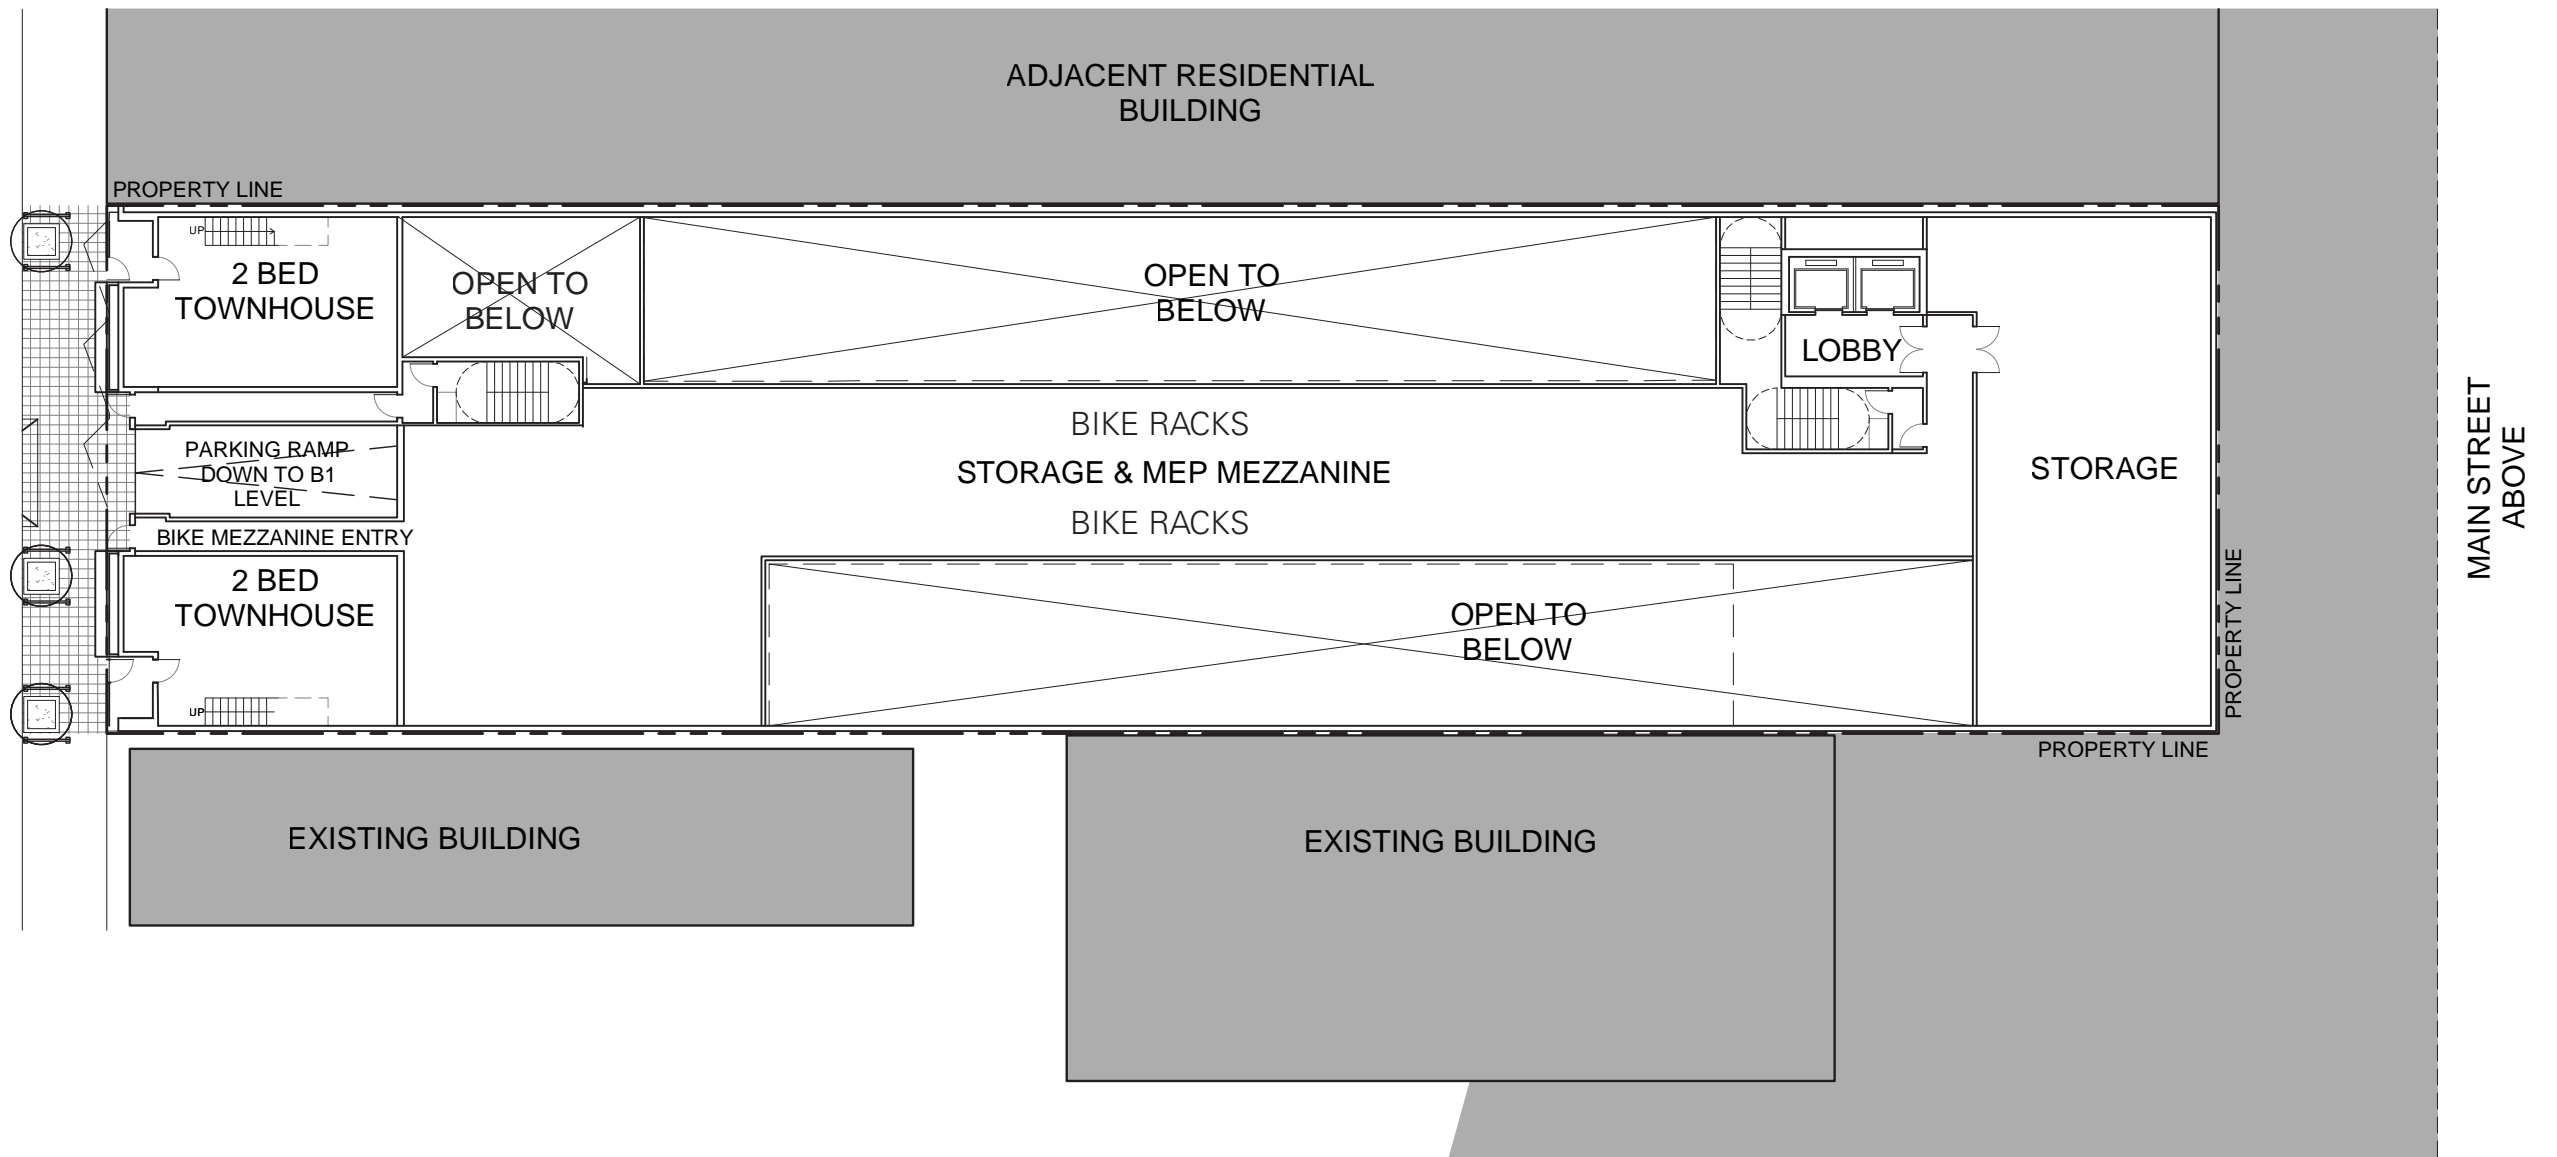 ADJACENT RESIDENTIAL
BUILDING
PROPERTY LINE
UP
2 BED
TOWNHOUSE
OPEN TO
BELOW
OPEN TO
BELOW
LOBBY
PARKING RAMP
DOWN TO B1
LEVEL
BIKE RACKS
STORAGE & MEP MEZZANINE
BIKE RACKS
STORAGE
MAIN STREET
ABOVE
BIKE MEZZANINE ENTRY
2 BED
TOWNHOUSE
UP
OPEN TO
BELOW
PROPERTY LINE
PROPERTY LINE
EXISTING BUILDING
EXISTING BUILDING